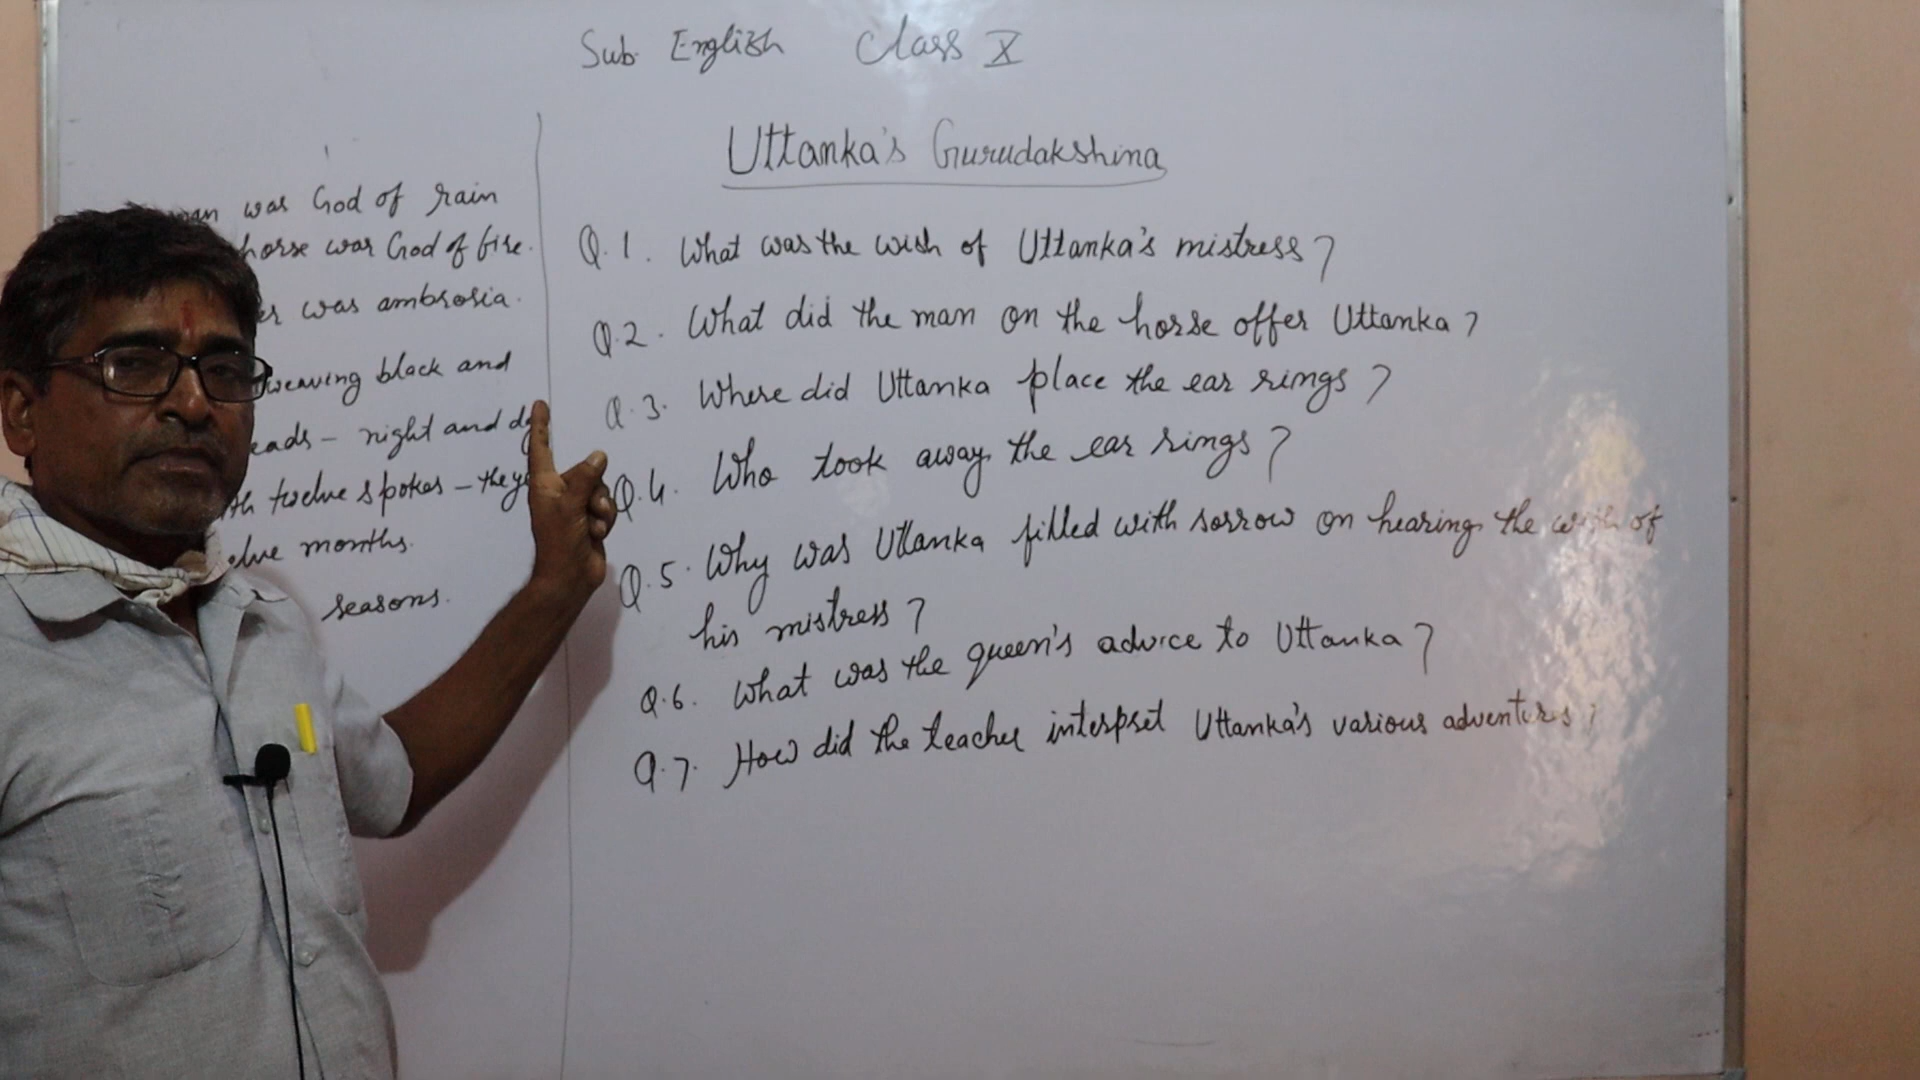 Sub. English Class X
Uttanka's Gurudakshina
was God of rain
horse was God of fire.
was ambrosia.
weaving black and
night and
twelve spokes - the
months.
seasons.
Q.1. What was the wish of Uttanka's mistress?
Q.2. What did the man on the horse offer Uttanka?
Q.3. Where did Uttanka place the ear rings?
Q.4. Who took away the ear rings?
Q.5. Why was Uttanka filled with sorrow on hearing the wish of
his mistress?
Q.6. What was the queen's advice to Uttanka?
Q.7. How did the teacher interpret Uttanka's various adventers?